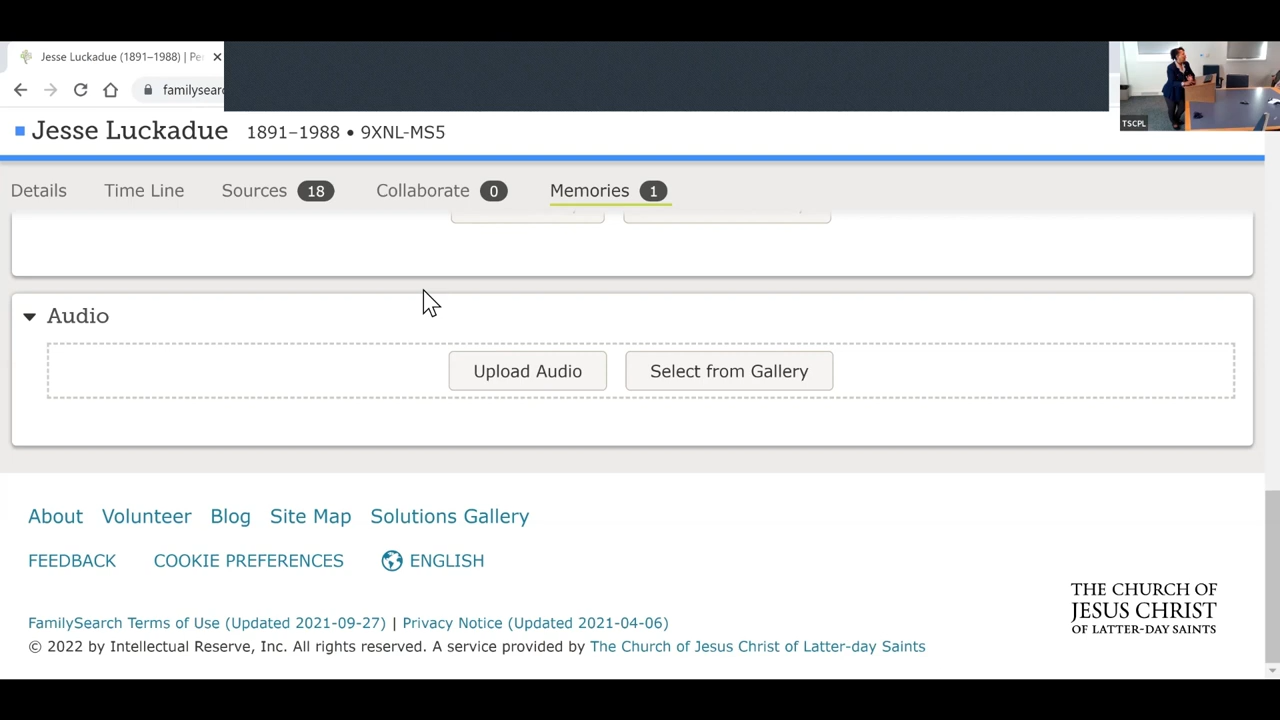 Jesse Luckadue (1891–1988) | Per
familysearc
TSCPL
Jesse Luckadue 1891–1988 • 9XNL-MS5
Details Time Line Sources 18 Collaborate 0 Memories 1
Audio
Upload Audio Select from Gallery
About Volunteer Blog Site Map Solutions Gallery
FEEDBACK COOKIE PREFERENCES ENGLISH
THE CHURCH OF
JESUS CHRIST
OF LATTER-DAY SAINTS
FamilySearch Terms of Use (Updated 2021-09-27) | Privacy Notice (Updated 2021-04-06)
© 2022 by Intellectual Reserve, Inc. All rights reserved. A service provided by The Church of Jesus Christ of Latter-day Saints